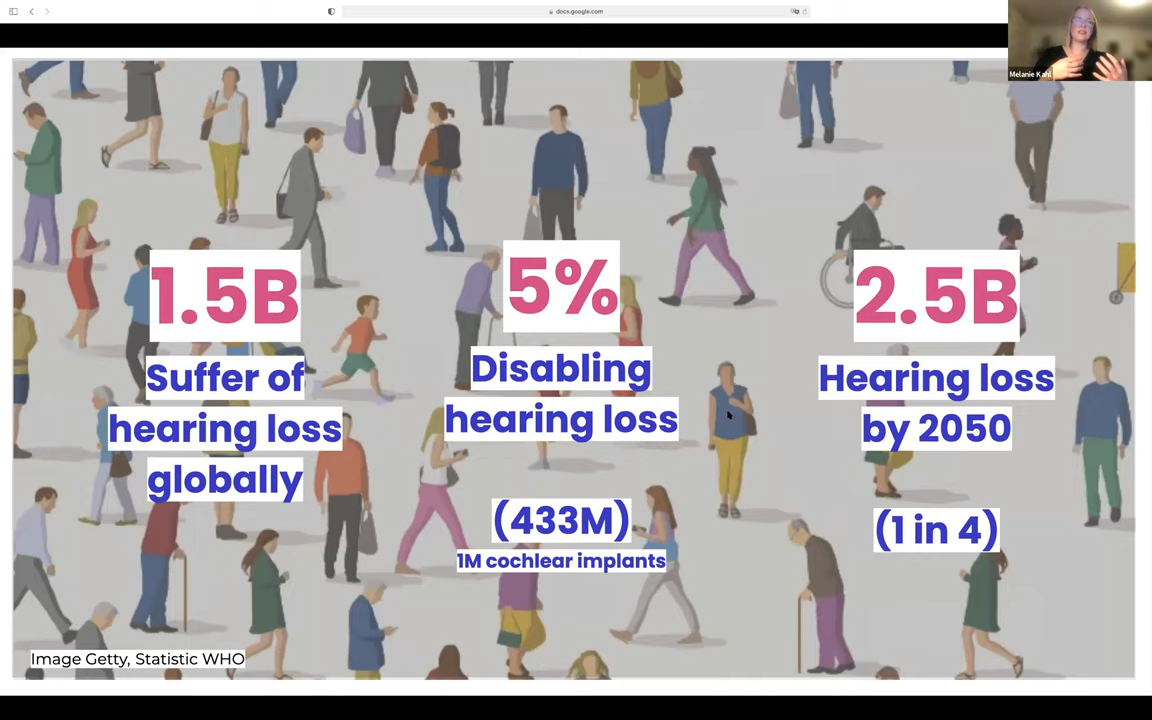 docs.google.com
Melanie Kahl
1.5B
Suffer of
hearing loss
globally
5%
Disabling
hearing loss
(433M)
1M cochlear implants
2.5B
Hearing loss
by 2050
(1 in 4)
Image Getty, Statistic WHO